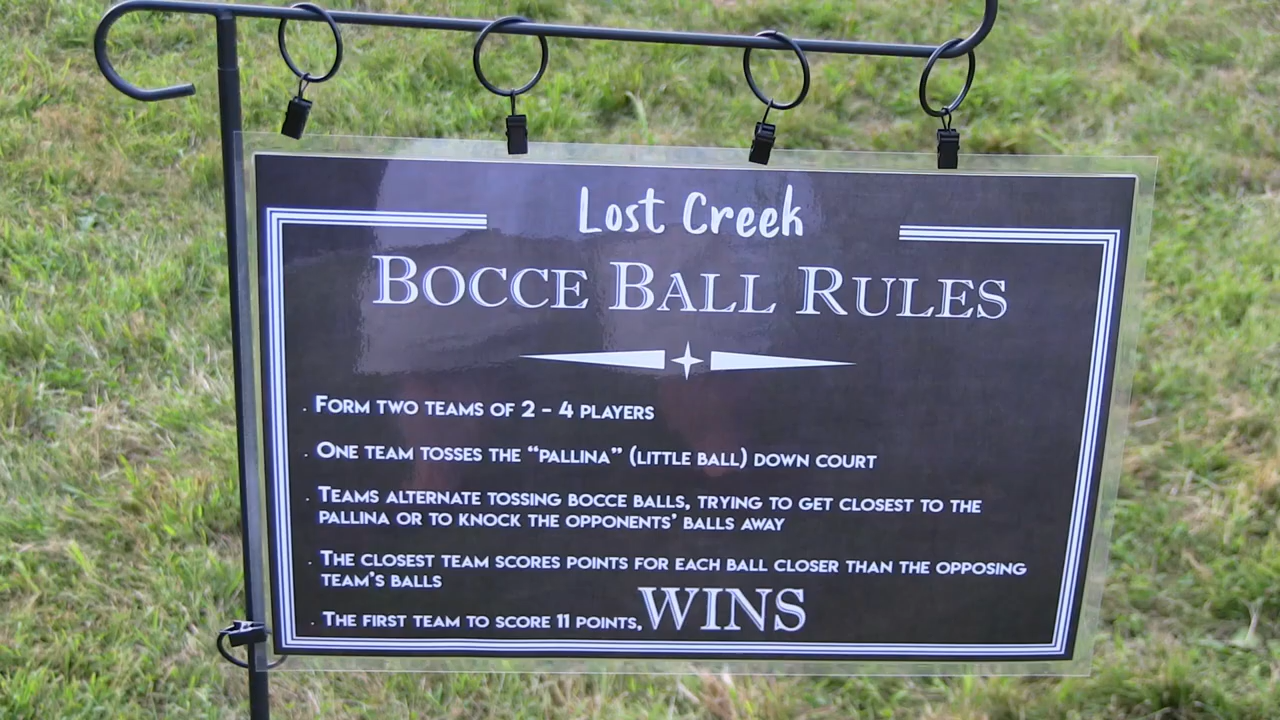 Lost Creek
BOCCE BALL RULES
. FORM TWO TEAMS OF 2 - 4 PLAYERS
. ONE TEAM TOSSES THE “PALLINA” (LITTLE BALL) DOWN COURT
. TEAMS ALTERNATE TOSSING BOCCE BALLS, TRYING TO GET CLOSEST TO THE
PALLINA OR TO KNOCK THE OPPONENTS’ BALLS AWAY
. THE CLOSEST TEAM SCORES POINTS FOR EACH BALL CLOSER THAN THE OPPOSING
TEAM’S BALLS
. THE FIRST TEAM TO SCORE 11 POINTS, WINS